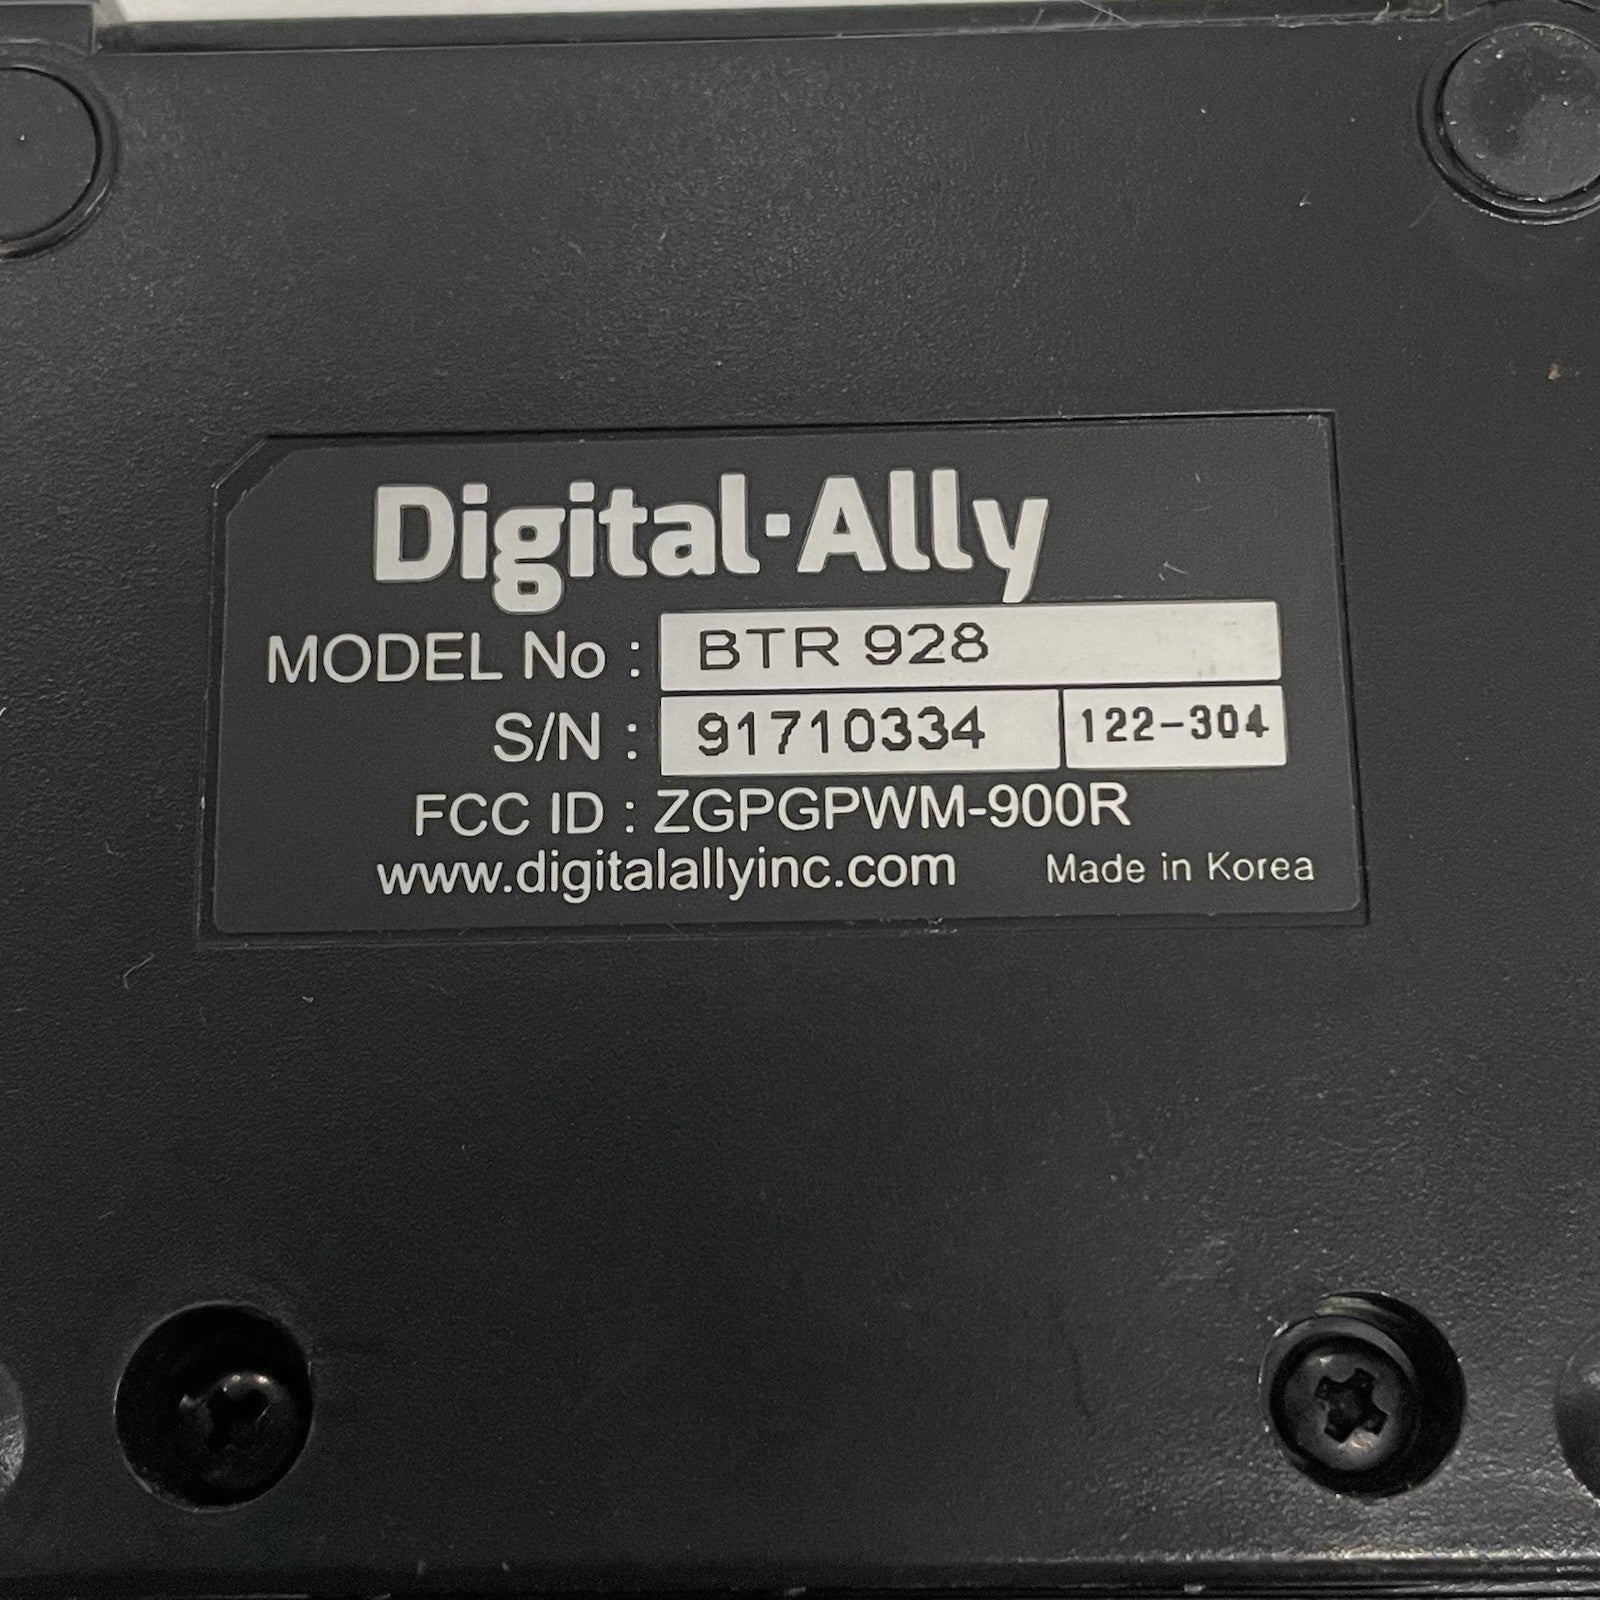 Digital·Ally
MODEL No : BTR 928
S/N : 91710334 122-304
FCC ID : ZGPGPWM-900R
www.digitalallyinc.com Made in Korea